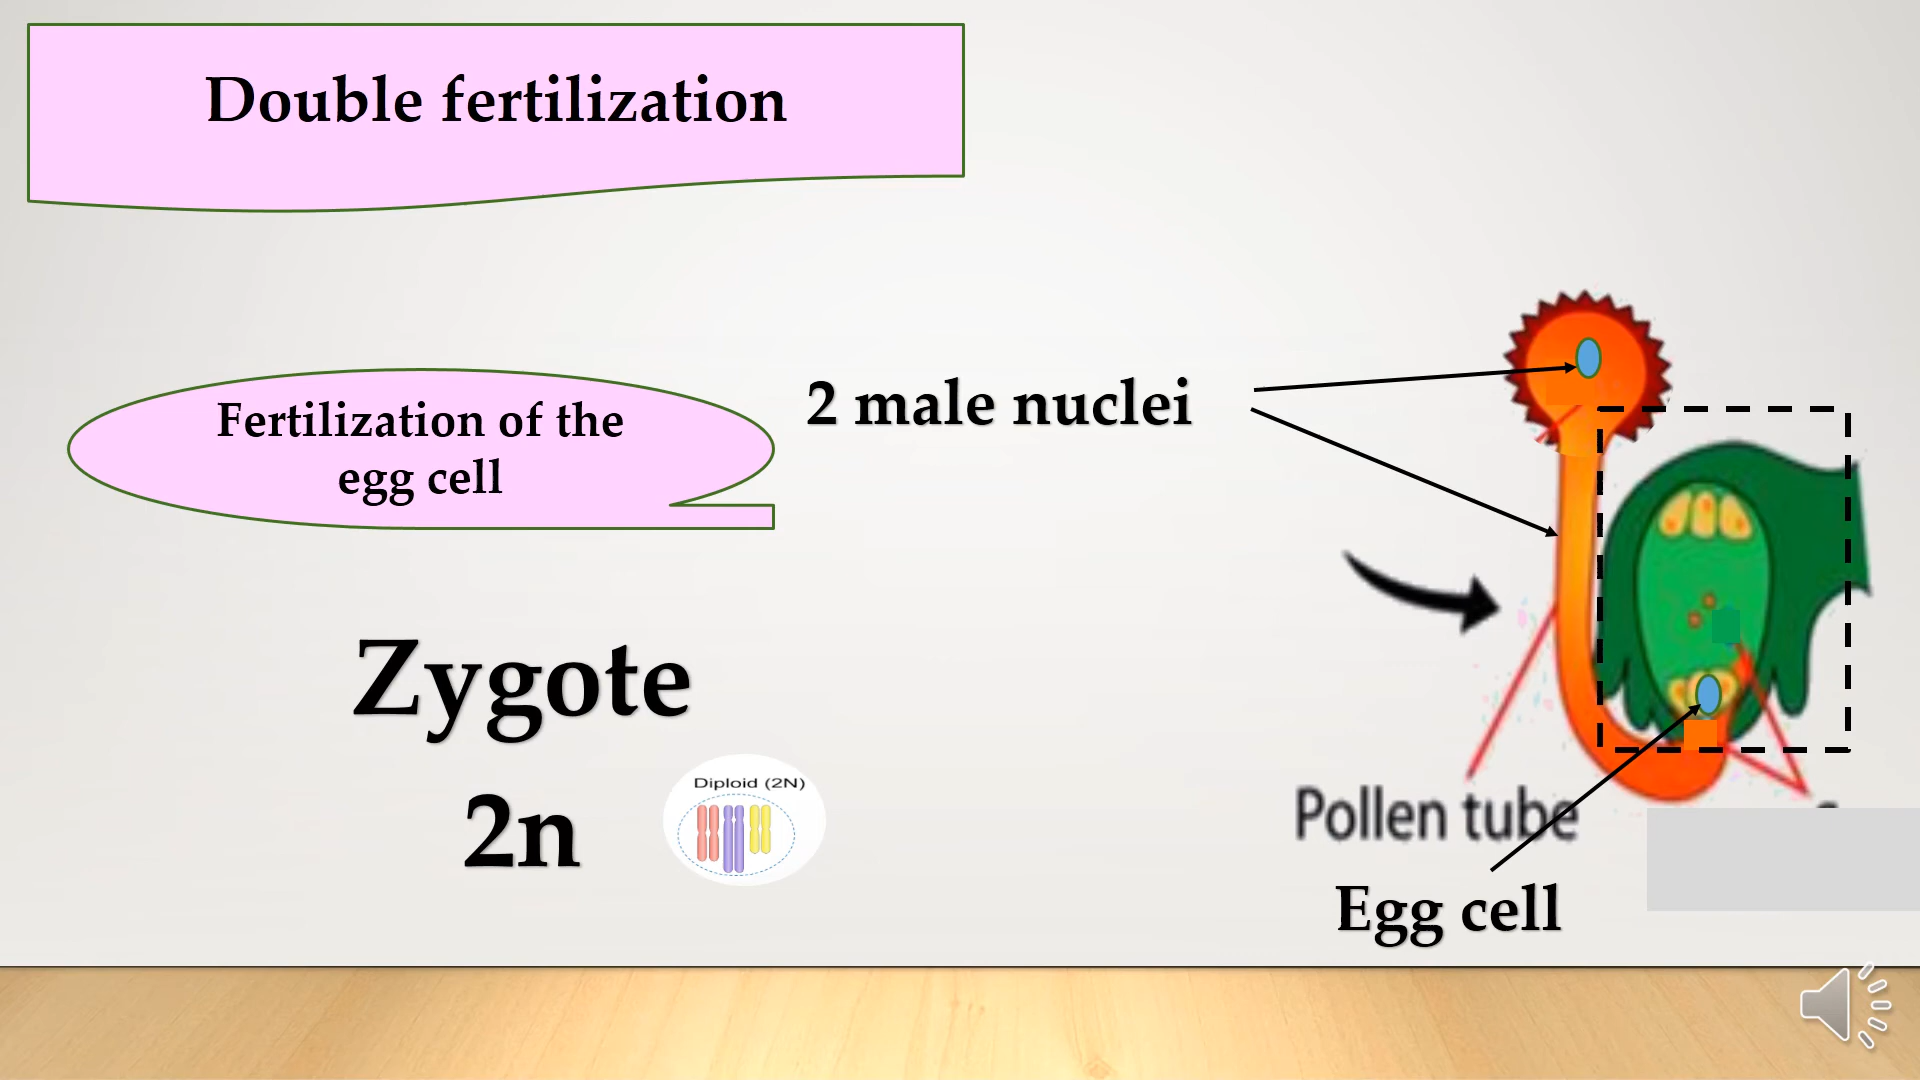 Double fertilization
Fertilization of the
egg cell
2 male nuclei
Zygote
2n
Diploid (2N)
Pollen tube
Egg cell